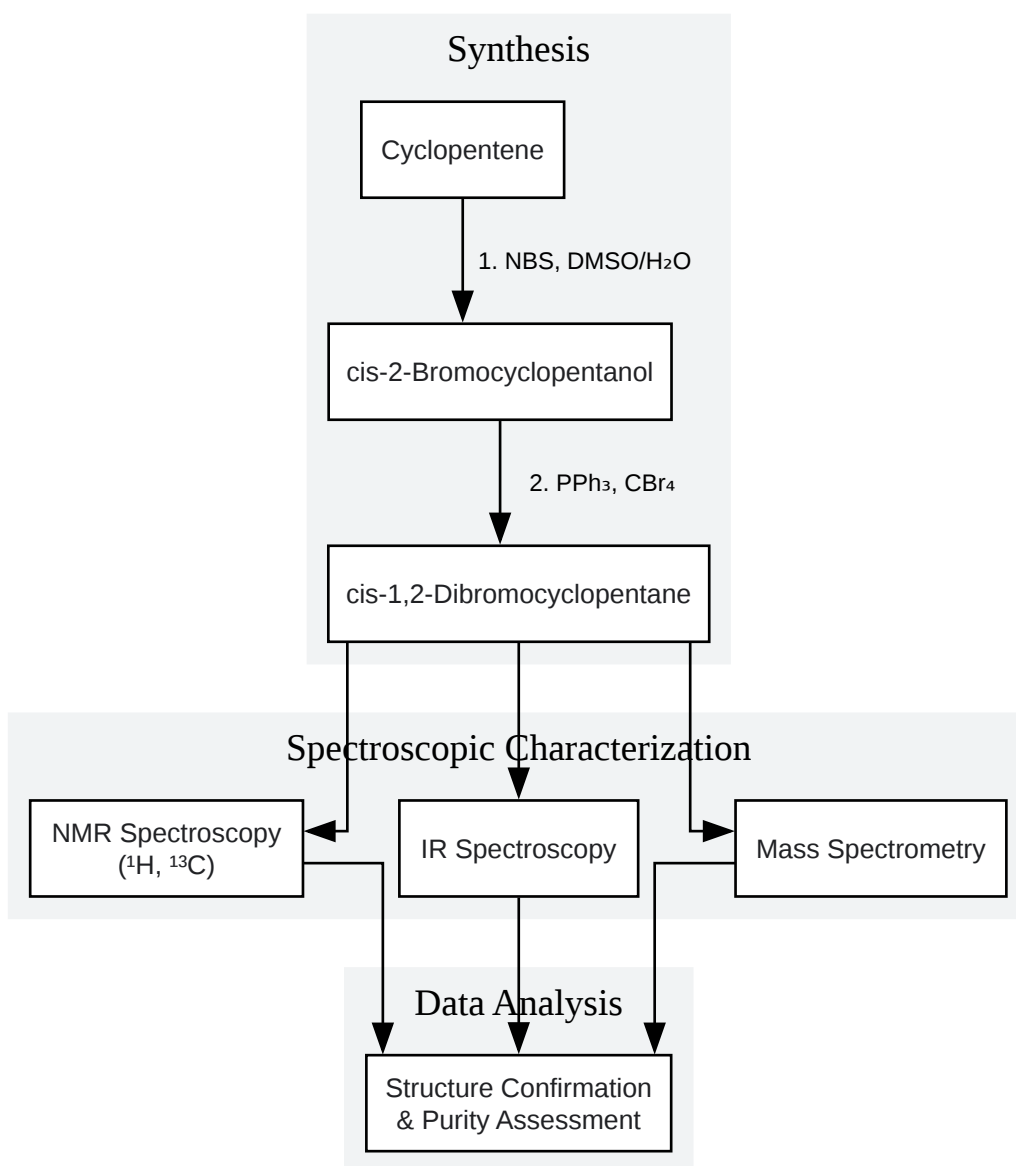 Synthesis
Cyclopentene
1. NBS, DMSO/H₂O
cis-2-Bromocyclopentanol
2. PPh₃, CBr₄
cis-1,2-Dibromocyclopentane
Spectroscopic Characterization
NMR Spectroscopy
(¹H, ¹³C)
IR Spectroscopy
Mass Spectrometry
Data Analysis
Structure Confirmation
& Purity Assessment